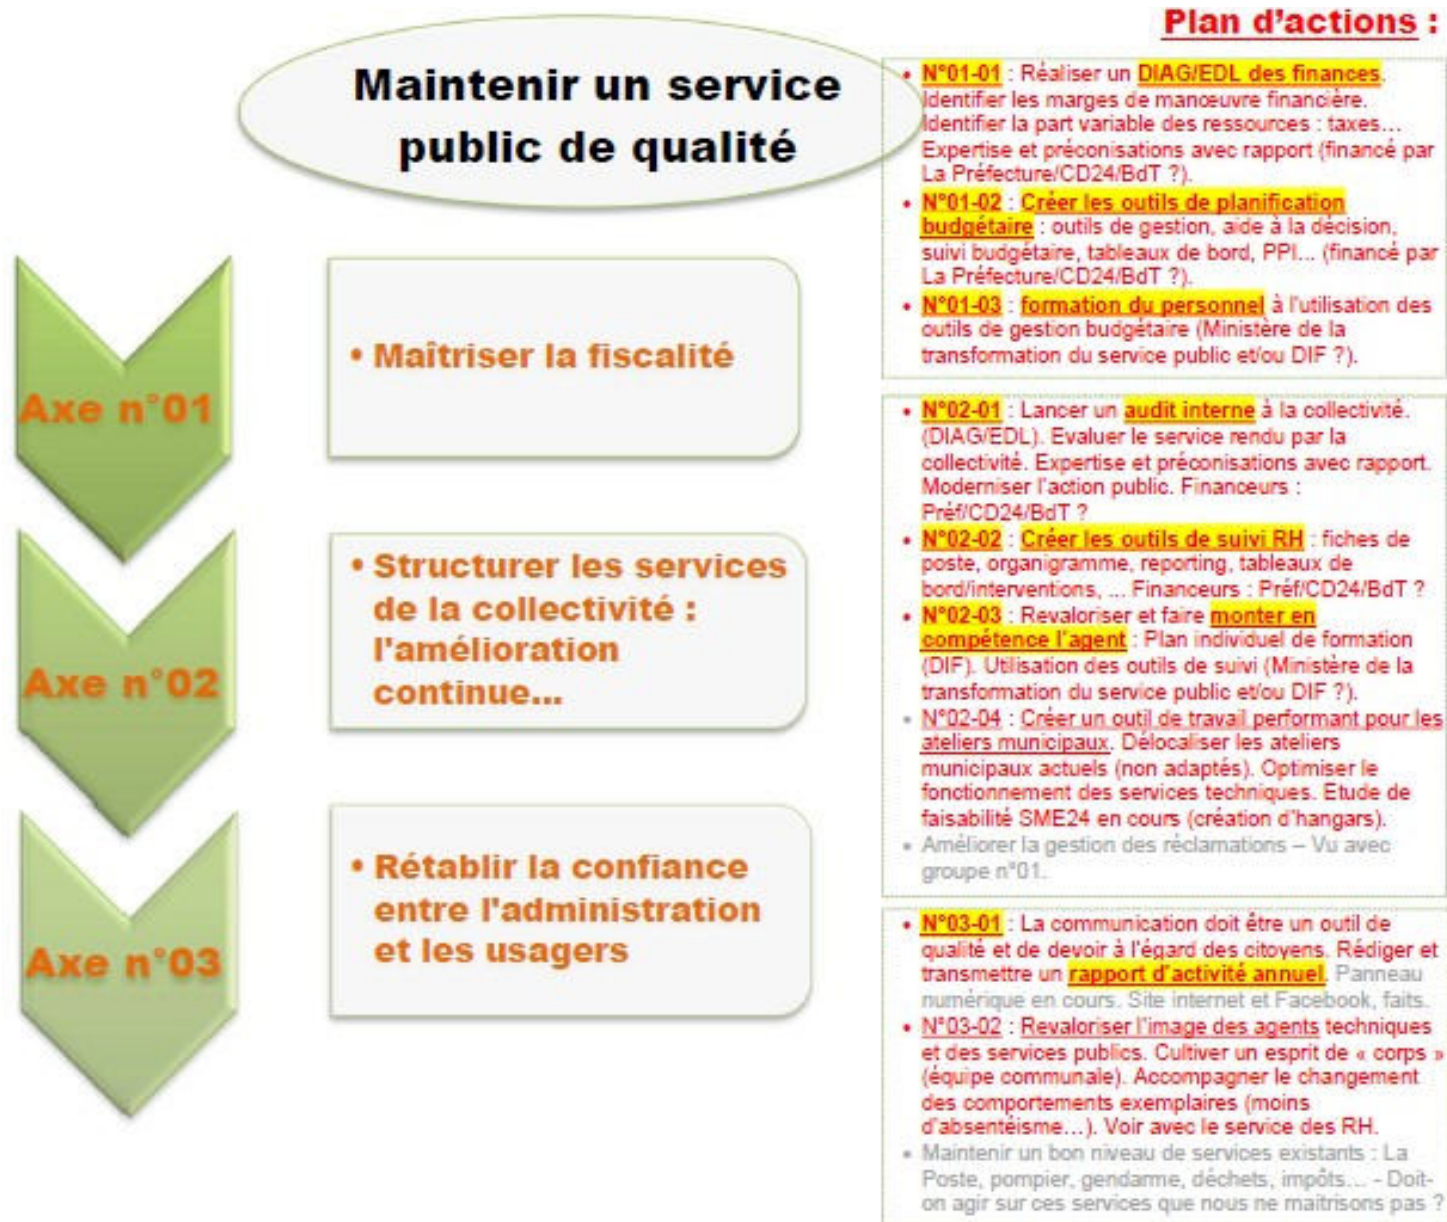 Plan d'actions :
Maintenir un service
public de qualité
Axe n°01
• Maîtriser la fiscalité
• N°01-01 : Réaliser un DIAG/EDL des finances.
Identifier les marges de manœuvre financière.
Identifier la part variable des ressources : taxes...
Expertise et préconisations avec rapport (financé par
La Préfecture/CD24/BdT ?).
• N°01-02 : Créer les outils de planification
budgétaire : outils de gestion, aide à la décision,
suivi budgétaire, tableaux de bord, PPI... (financé par
La Préfecture/CD24/BdT ?).
• N°01-03 : formation du personnel à l'utilisation des
outils de gestion budgétaire (Ministère de la
transformation du service public et/ou DIF ?).
Axe n°02
• Structurer les services
de la collectivité :
l'amélioration
continue...
• N°02-01 : Lancer un audit interne à la collectivité.
(DIAG/EDL). Evaluer le service rendu par la
collectivité. Expertise et préconisations avec rapport.
Moderniser l'action public. Financeurs :
Préf/CD24/BdT ?
• N°02-02 : Créer les outils de suivi RH : fiches de
poste, organigramme, reporting, tableaux de
bord/interventions, ... Financeurs : Préf/CD24/BdT ?
• N°02-03 : Revaloriser et faire monter en
compétence l'agent : Plan individuel de formation
(DIF). Utilisation des outils de suivi (Ministère de la
transformation du service public et/ou DIF ?).
• N°02-04 : Créer un outil de travail performant pour les
ateliers municipaux. Délocaliser les ateliers
municipaux actuels (non adaptés). Optimiser le
fonctionnement des services techniques. Etude de
faisabilité SME24 en cours (création d'hangars).
• Améliorer la gestion des réclamations – Vu avec
groupe n°01.
Axe n°03
• Rétablir la confiance
entre l'administration
et les usagers
• N°03-01 : La communication doit être un outil de
qualité et de devoir à l'égard des citoyens. Rédiger et
transmettre un rapport d'activité annuel. Panneau
numérique en cours. Site internet et Facebook, faits.
• N°03-02 : Revaloriser l'image des agents techniques
et des services publics. Cultiver un esprit de « corps »
(équipe communale). Accompagner le changement
des comportements exemplaires (moins
d'absentéisme...). Voir avec le service des RH.
• Maintenir un bon niveau de services existants : La
Poste, pompier, gendarme, déchets, impôts... - Doit-
on agir sur ces services que nous ne maitrisons pas ?